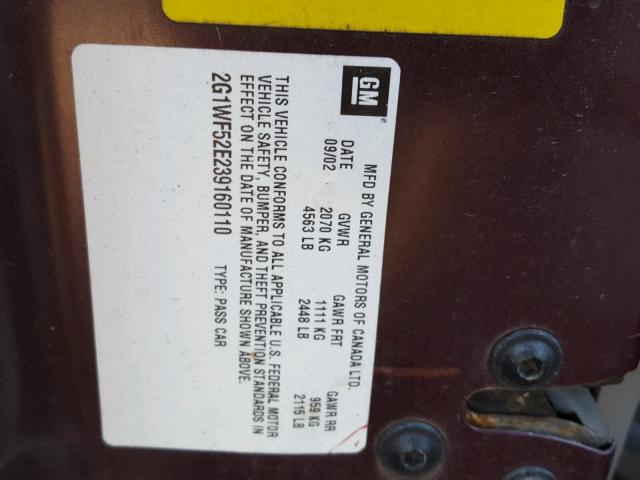 GM
MFD BY GENERAL MOTORS OF CANADA LTD.
DATE GVWR GAWR FRT GAWR RR
09/02 2070 KG 1111 KG 959 KG
4563 LB 2448 LB 2115 LB
THIS VEHICLE CONFORMS TO ALL APPLICABLE U.S. FEDERAL MOTOR
VEHICLE SAFETY, BUMPER, AND THEFT PREVENTION STANDARDS IN
EFFECT ON THE DATE OF MANUFACTURE SHOWN ABOVE.
2G1WF52E239160110 TYPE: PASS CAR